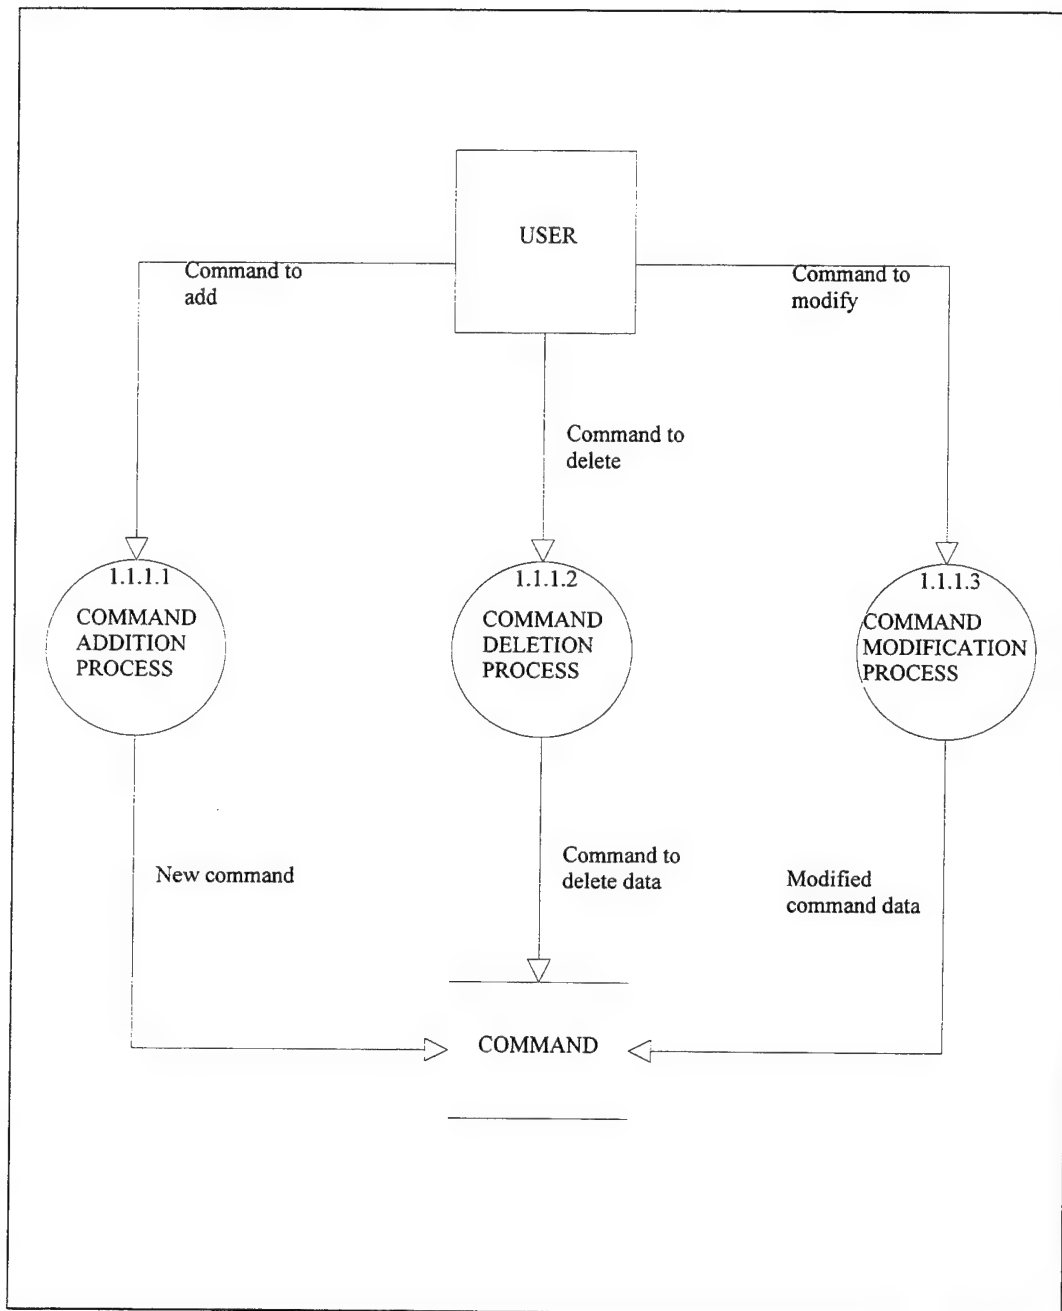 USER
Command to
add
Command to
modify
Command to
delete
1.1.1.1
COMMAND
ADDITION
PROCESS
1.1.1.2
COMMAND
DELETION
PROCESS
1.1.1.3
COMMAND
MODIFICATION
PROCESS
New command
Command to
delete data
Modified
command data
COMMAND